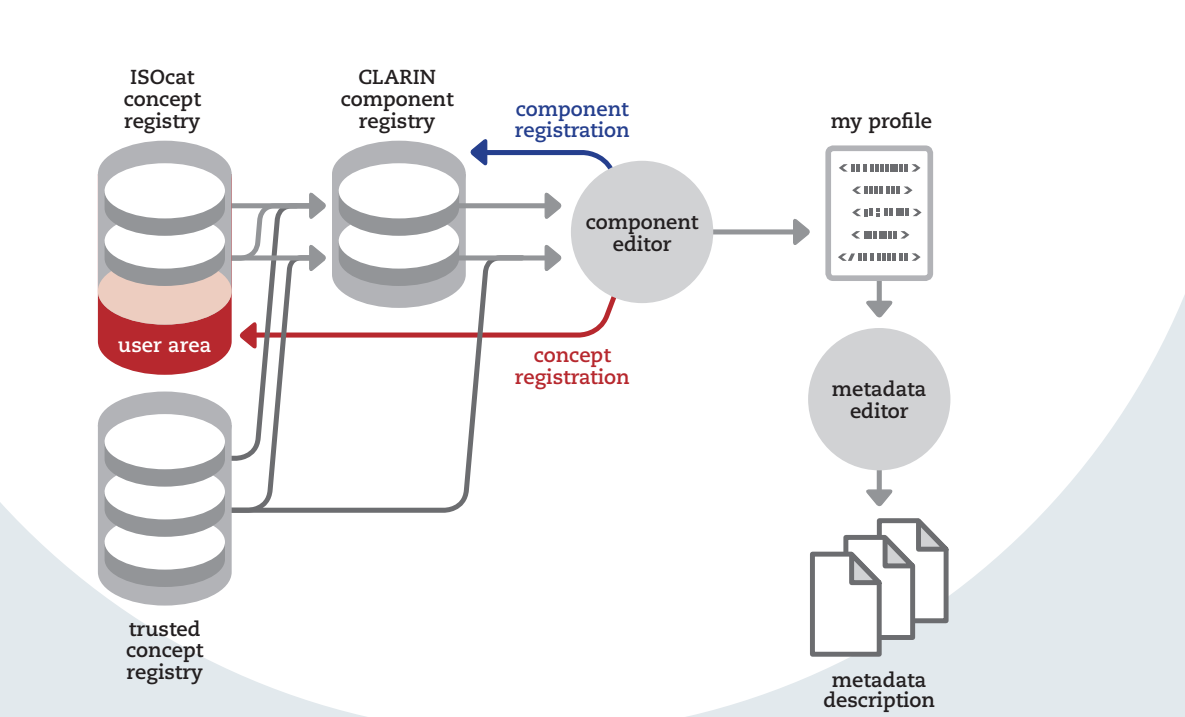 ISOcat
concept
registry
CLARIN
component
registry
component
registration
my profile
component
editor
user area
concept
registration
metadata
editor
trusted
concept
registry
metadata
description